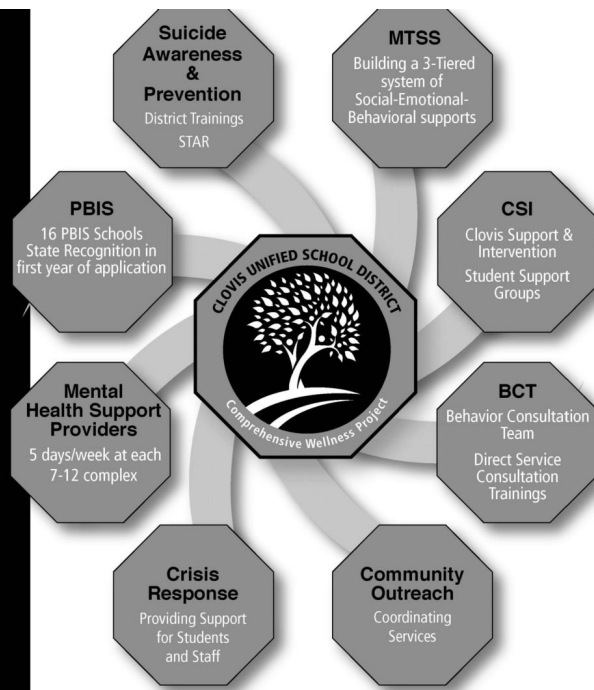 Suicide
Awareness
&
Prevention
District Trainings
STAR
MTSS
Building a 3-Tiered
system of
Social-Emotional-
Behavioral supports
PBIS
16 PBIS Schools
State Recognition in
first year of application
CSI
Clovis Support &
Intervention
Student Support
Groups
CLOVIS UNIFIED SCHOOL DISTRICT
Comprehensive Wellness Project
Mental
Health Support
Providers
5 days/week at each
7-12 complex
BCT
Behavior Consultation
Team
Direct Service
Consultation
Trainings
Crisis
Response
Providing Support
for Students
and Staff
Community
Outreach
Coordinating
Services